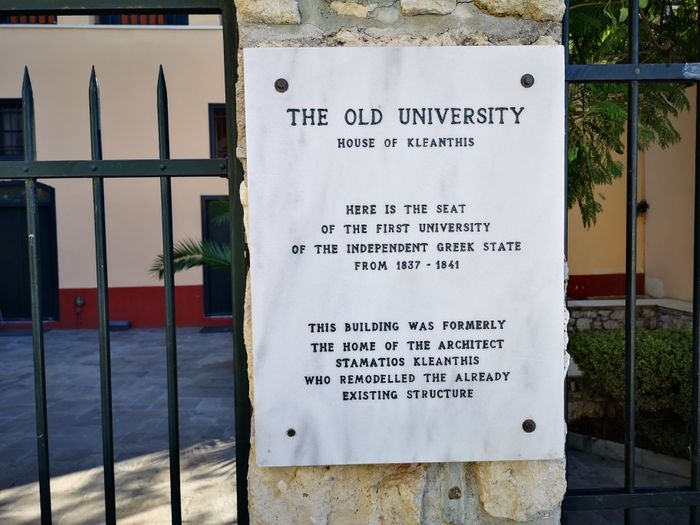 THE OLD UNIVERSITY
HOUSE OF KLEANTHIS
HERE IS THE SEAT
OF THE FIRST UNIVERSITY
OF THE INDEPENDENT GREEK STATE
FROM 1837 - 1841
THIS BUILDING WAS FORMERLY
THE HOME OF THE ARCHITECT
STAMATIOS KLEANTHIS
WHO REMODELLED THE ALREADY
EXISTING STRUCTURE